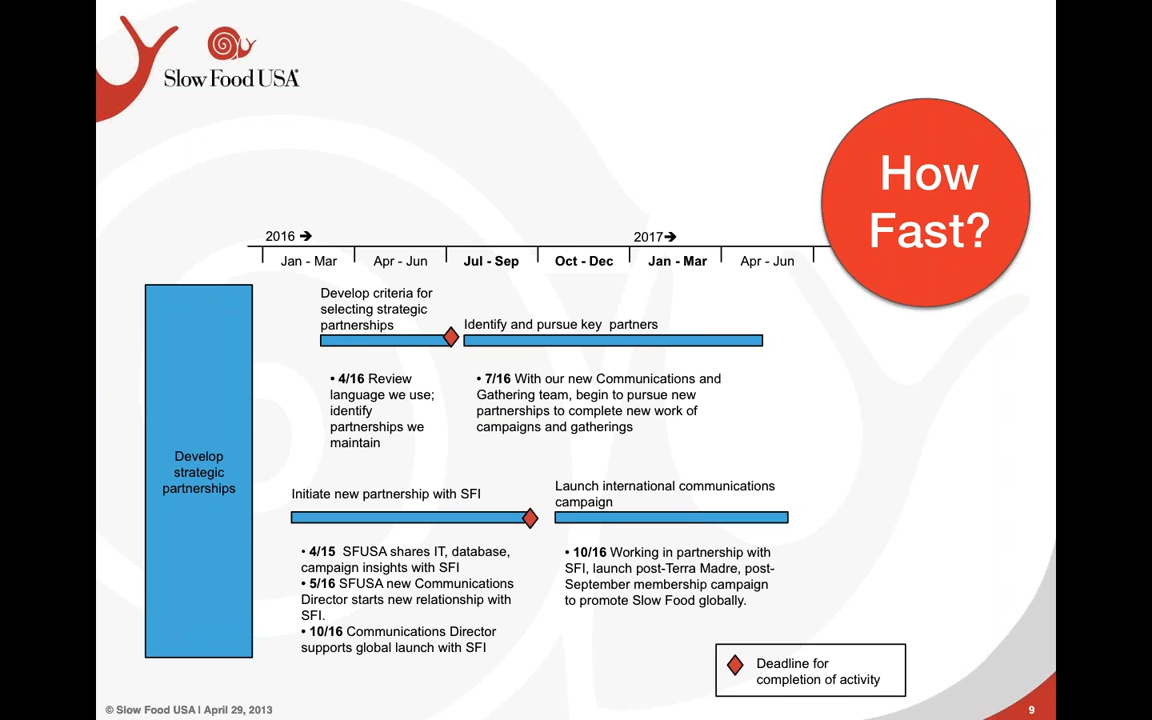 Slow Food USA®
How
Fast?
2016 ➔
2017➔
Jan - Mar
Apr - Jun
Jul - Sep
Oct - Dec
Jan - Mar
Apr - Jun
Develop
strategic
partnerships
Develop criteria for
selecting strategic
partnerships
Identify and pursue key  partners
• 4/16 Review
language we use;
identify
partnerships we
maintain
• 7/16 With our new Communications and
Gathering team, begin to pursue new
partnerships to complete new work of
campaigns and gatherings
Initiate new partnership with SFI
Launch international communications
campaign
• 4/15  SFUSA shares IT, database,
campaign insights with SFI
• 5/16 SFUSA new Communications
Director starts new relationship with
SFI.
• 10/16 Communications Director
supports global launch with SFI
• 10/16 Working in partnership with
SFI, launch post-Terra Madre, post-
September membership campaign
to promote Slow Food globally.
Deadline for
completion of activity
© Slow Food USA I April 29, 2013
9